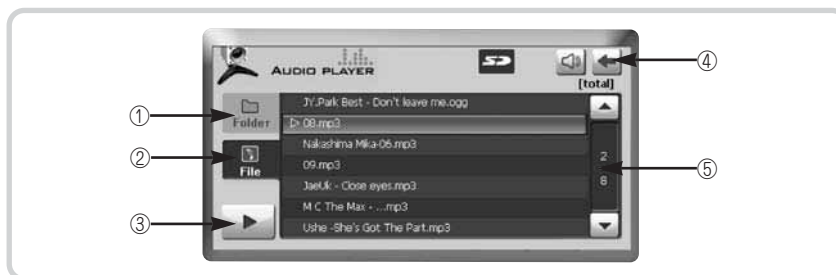 AUDIO PLAYER
SD
④
[total]
①
Folder
JY.Park Best - Don't leave me.ogg
▷ 08.mp3
②
File
Nakashima Mika-06.mp3
09.mp3
2
8
⑤
JaeUk - Close eyes.mp3
③
M C The Max - ...mp3
Ushe -She's Got The Part.mp3